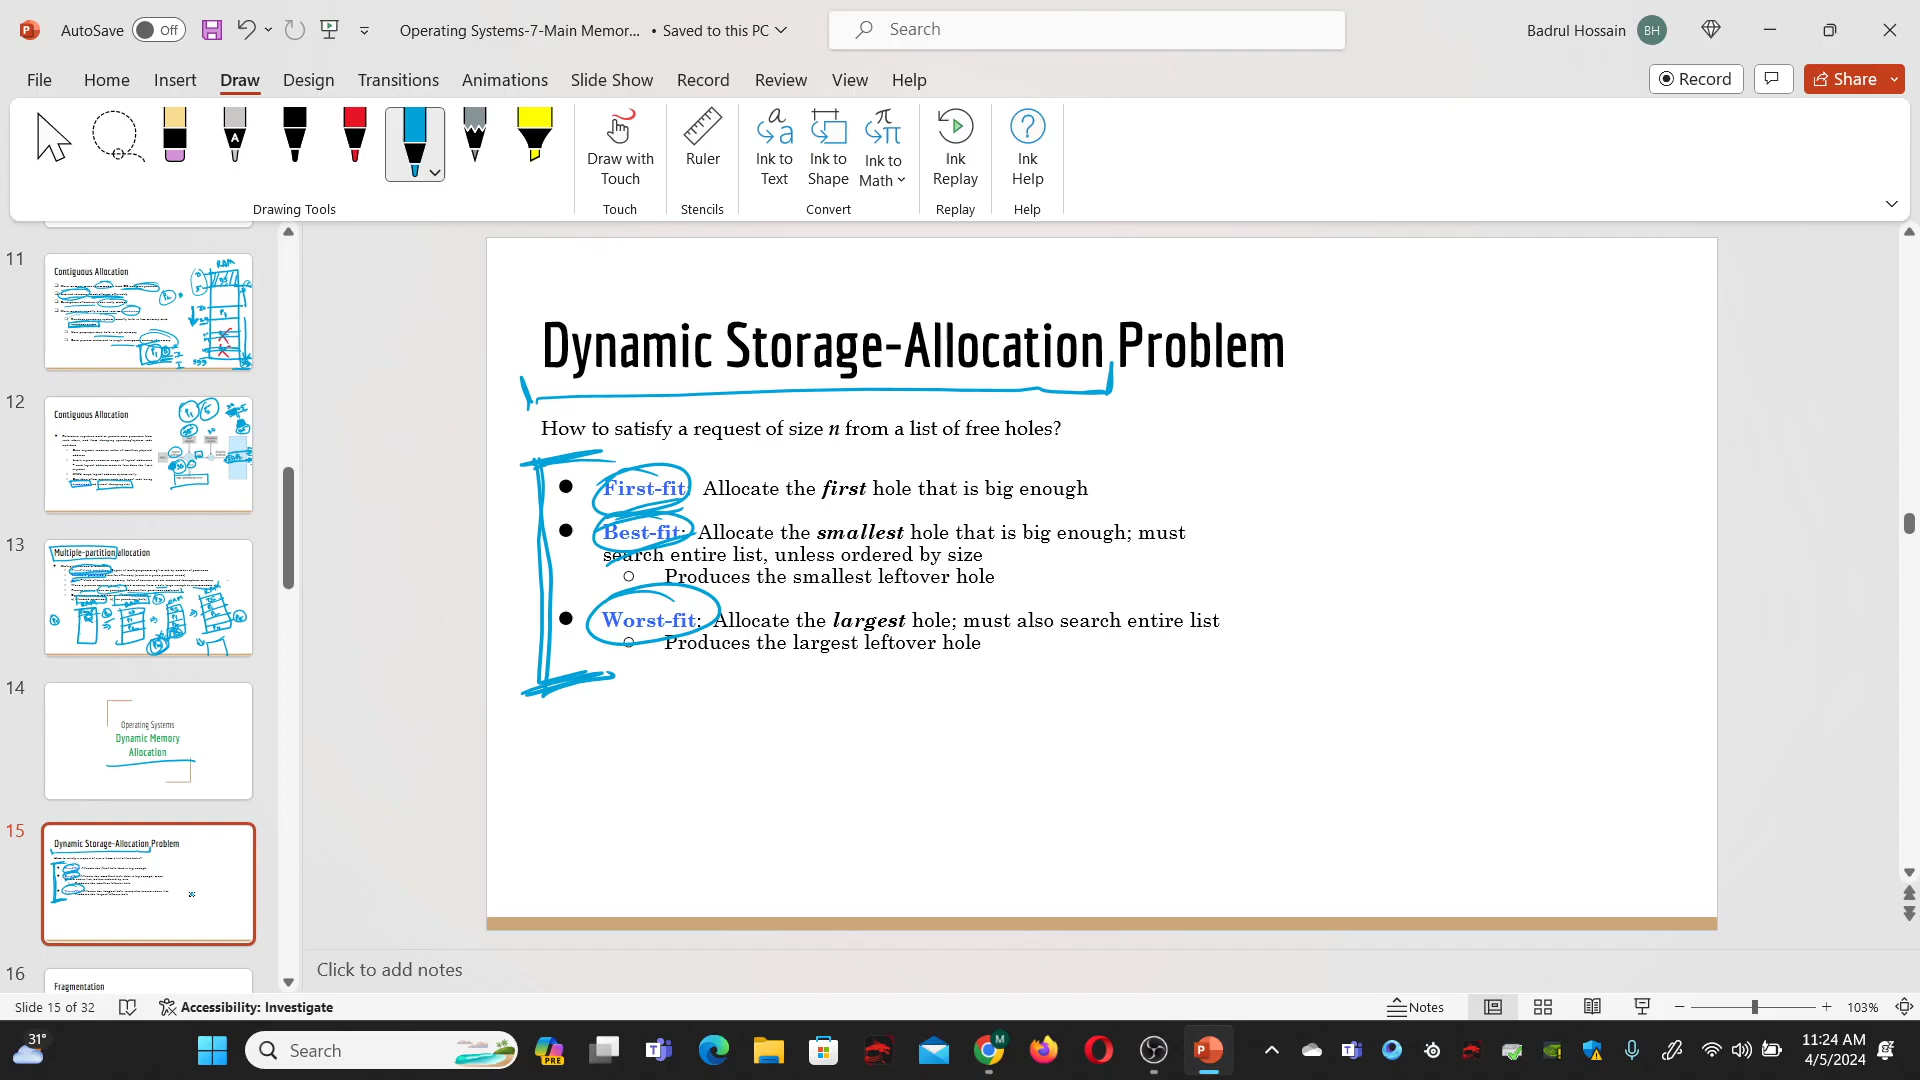 AutoSave Off Operating Systems-7-Main Memor... • Saved to this PC Search Badrul Hossain BH
File Home Insert Draw Design Transitions Animations Slide Show Record Review View Help Record Share
Draw with Touch
Ruler
Ink to Text
Ink to Shape
Ink to Math
Ink Replay
Ink Help
Drawing Tools Touch Stencils Convert Replay Help
11
Contiguous Allocation
RAM
12
Contiguous Allocation
13
Multiple-partition allocation
14
Operating Systems
Dynamic Memory
Allocation
15
Dynamic Storage-Allocation Problem
16
Fragmentation
Dynamic Storage-Allocation Problem
How to satisfy a request of size n from a list of free holes?
● First-fit: Allocate the first hole that is big enough
● Best-fit: Allocate the smallest hole that is big enough; must
search entire list, unless ordered by size
○ Produces the smallest leftover hole
● Worst-fit: Allocate the largest hole; must also search entire list
○ Produces the largest leftover hole
Click to add notes
Slide 15 of 32 Accessibility: Investigate Notes 103%
31° Search PRE M 11:24 AM
4/5/2024